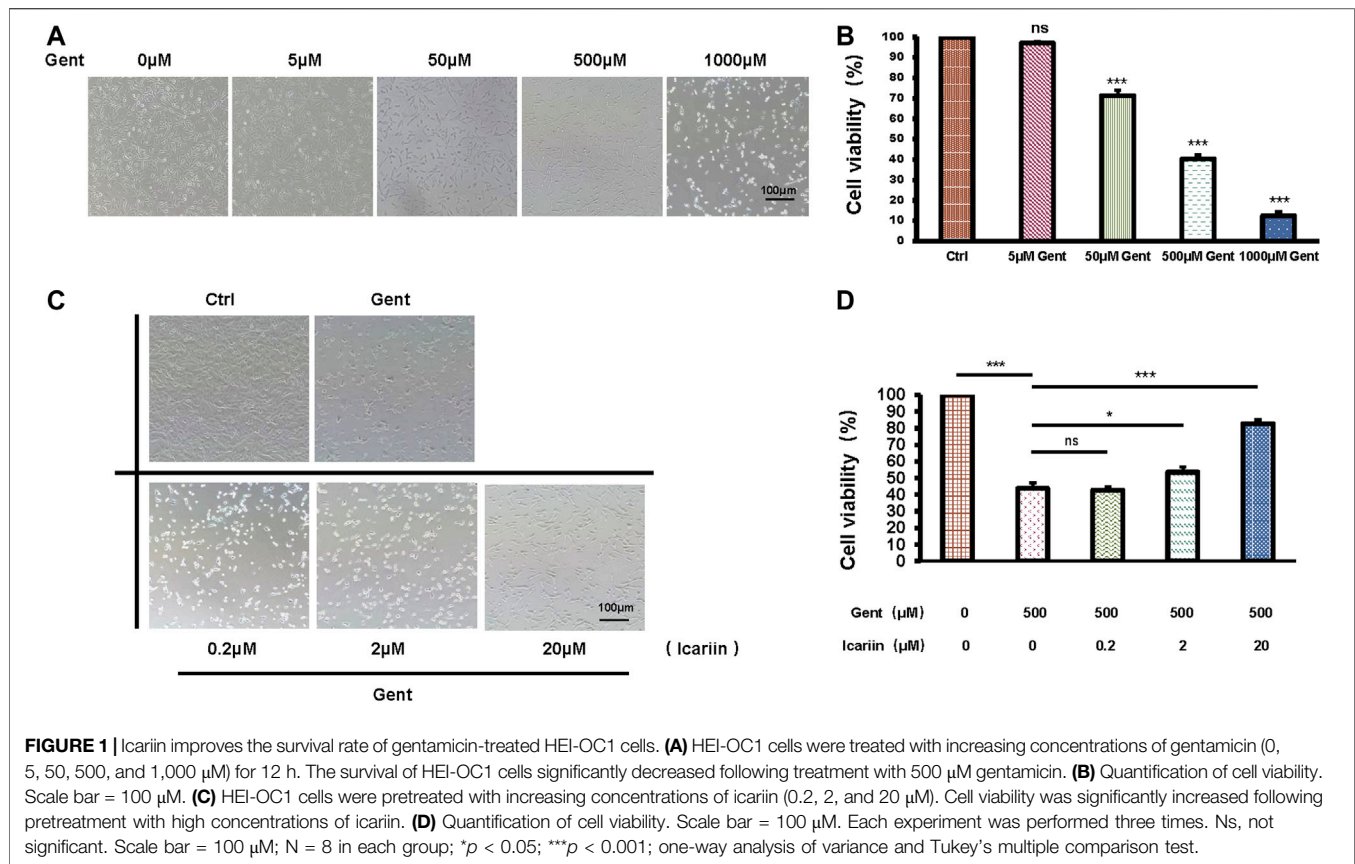 A
Gent 0μM 5μM 50μM 500μM 1000μM
100μm
B
Cell viability (%)
100
90
80
70
60
50
40
30
20
10
0
ns
***
***
***
Ctrl 5μM Gent 50μM Gent 500μM Gent 1000μM Gent
C
Ctrl Gent
100μm
0.2μM 2μM 20μM (Icariin)
Gent
D
Cell viability (%)
100
90
80
70
60
50
40
30
20
10
0
***
***
*
ns
Gent (μM) 0 500 500 500 500
Icariin (μM) 0 0 0.2 2 20
FIGURE 1 | Icariin improves the survival rate of gentamicin-treated HEI-OC1 cells. (A) HEI-OC1 cells were treated with increasing concentrations of gentamicin (0,
5, 50, 500, and 1,000 μM) for 12 h. The survival of HEI-OC1 cells significantly decreased following treatment with 500 μM gentamicin. (B) Quantification of cell viability.
Scale bar = 100 μM. (C) HEI-OC1 cells were pretreated with increasing concentrations of icariin (0.2, 2, and 20 μM). Cell viability was significantly increased following
pretreatment with high concentrations of icariin. (D) Quantification of cell viability. Scale bar = 100 μM. Each experiment was performed three times. Ns, not
significant. Scale bar = 100 μM; N = 8 in each group; *p < 0.05; ***p < 0.001; one-way analysis of variance and Tukey's multiple comparison test.